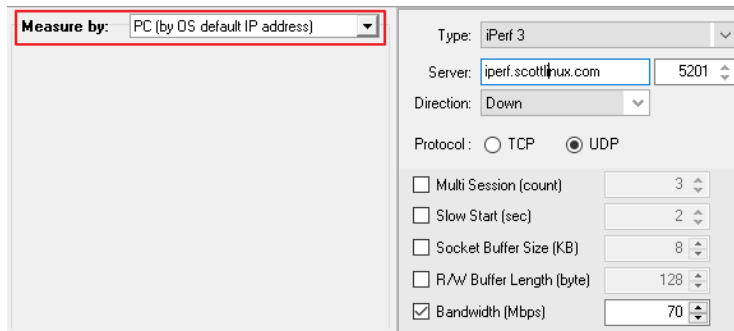 Measure by: PC (by OS default IP address)
Type: iPerf 3
Server: iperf.scottlinux.com 5201
Direction: Down
Protocol : TCP UDP
Multi Session (count) 3
Slow Start (sec) 2
Socket Buffer Size (KB) 8
R/W Buffer Length (byte) 128
Bandwidth (Mbps) 70